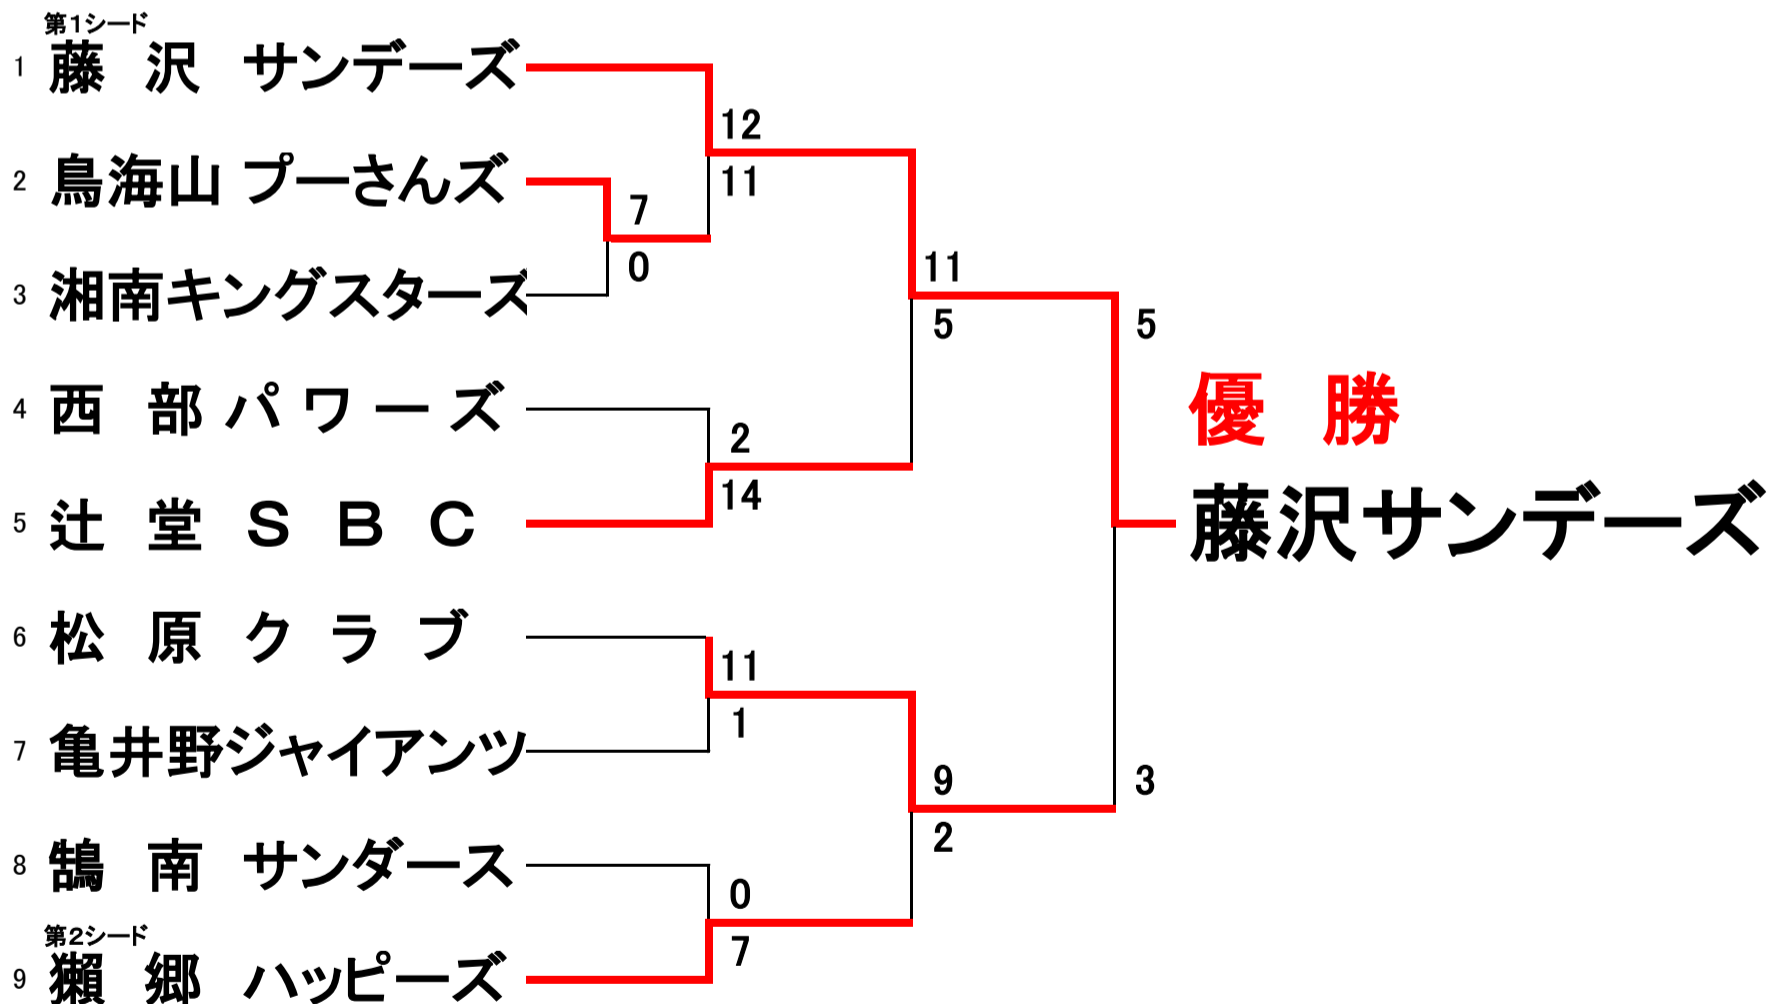 第1シード
1 藤 沢 サンデーズ
12
2 鳥海山 プーさんズ
11
7
0
3 湘南キングスターズ
11
5
5
4 西 部 パ ワ ー ズ
2
14
優 勝
藤沢サンデーズ
5 辻 堂 S B C
6 松 原 ク ラ ブ
11
1
7 亀井野ジャイアンツ
9
2
3
8 鵠 南 サンダース
0
7
第2シード
9 獺 郷 ハッピーズ